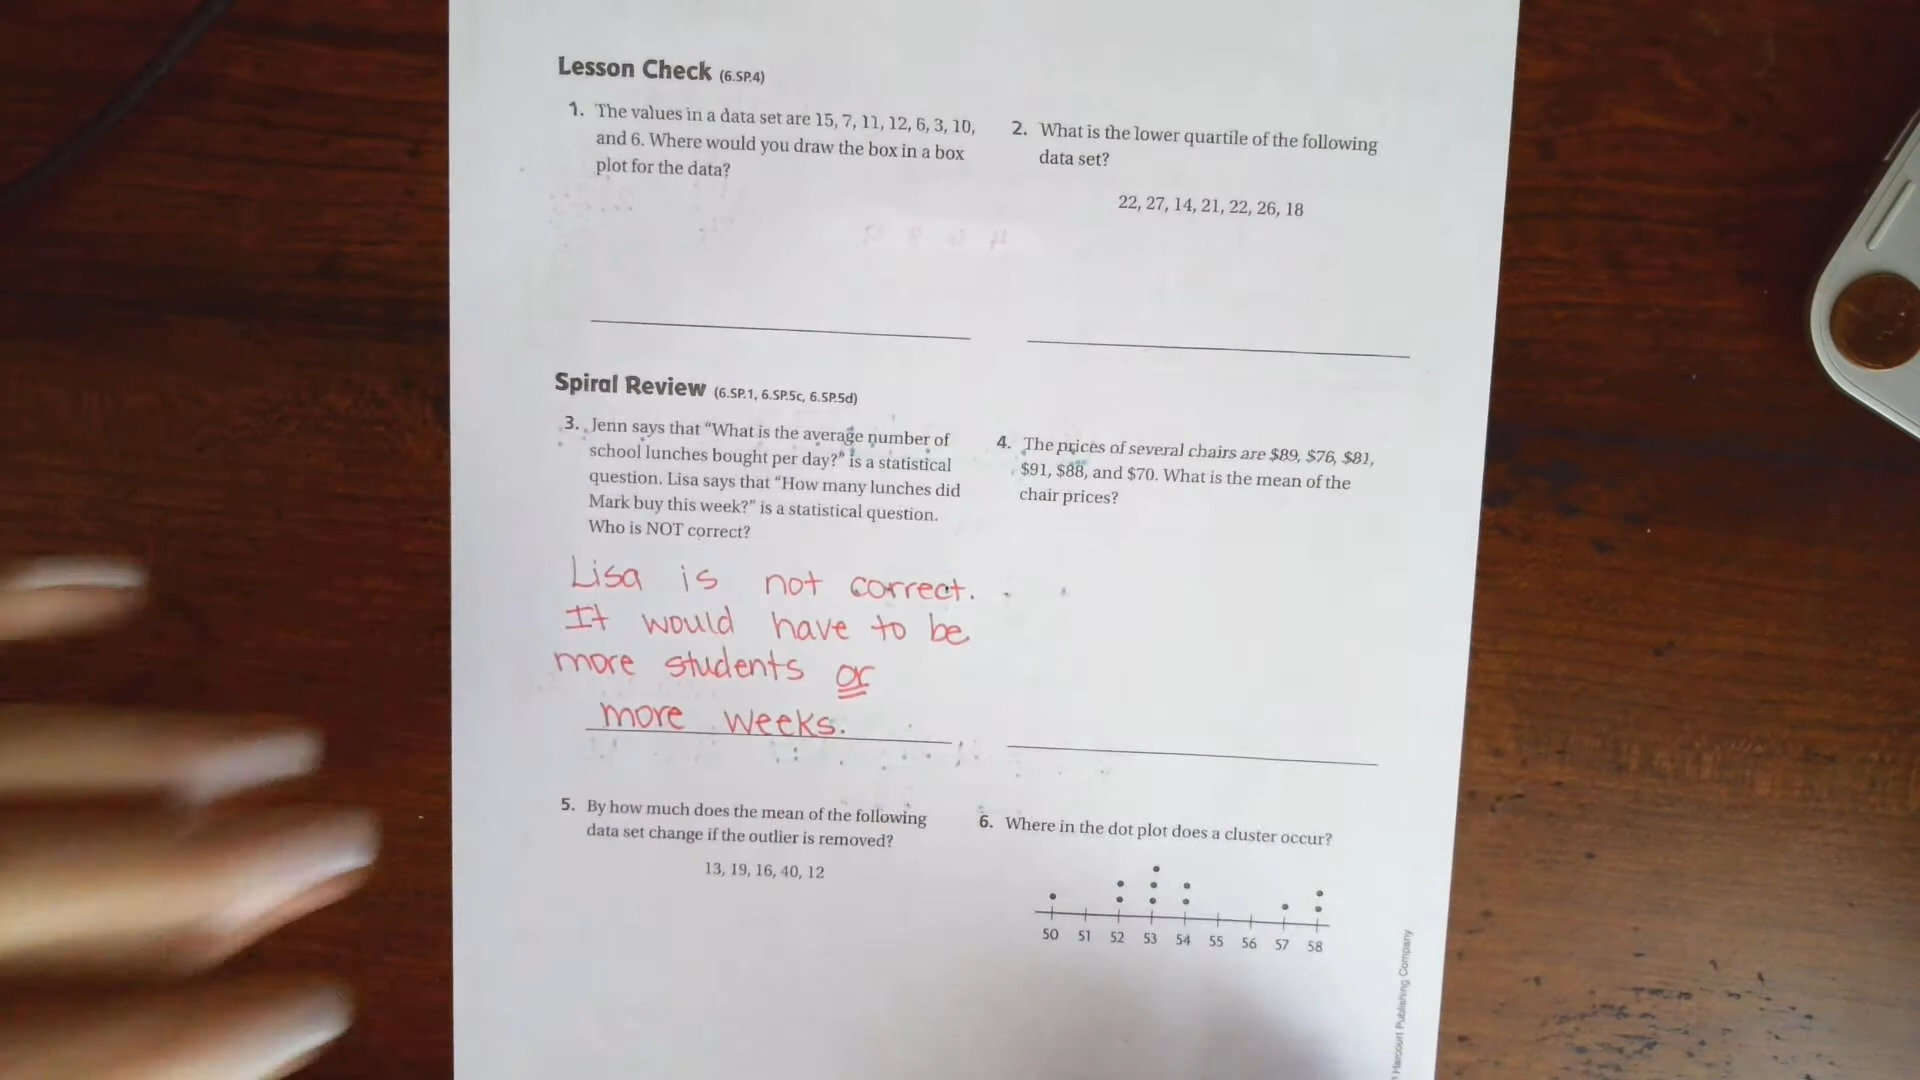 Lesson Check (6.SP.4)
1. The values in a data set are 15, 7, 11, 12, 6, 3, 10,
and 6. Where would you draw the box in a box
plot for the data?
2. What is the lower quartile of the following
data set?
22, 27, 14, 21, 22, 26, 18
Spiral Review (6.SP.1, 6.SP.5c, 6.SP.5d)
3. Jenn says that “What is the average number of
school lunches bought per day?” is a statistical
question. Lisa says that “How many lunches did
Mark buy this week?” is a statistical question.
Who is NOT correct?
Lisa is not correct.
It would have to be
more students or
more weeks.
4. The prices of several chairs are $89, $76, $81,
$91, $88, and $70. What is the mean of the
chair prices?
5. By how much does the mean of the following
data set change if the outlier is removed?
13, 19, 16, 40, 12
6. Where in the dot plot does a cluster occur?
50 51 52 53 54 55 56 57 58
Harcourt Publishing Company